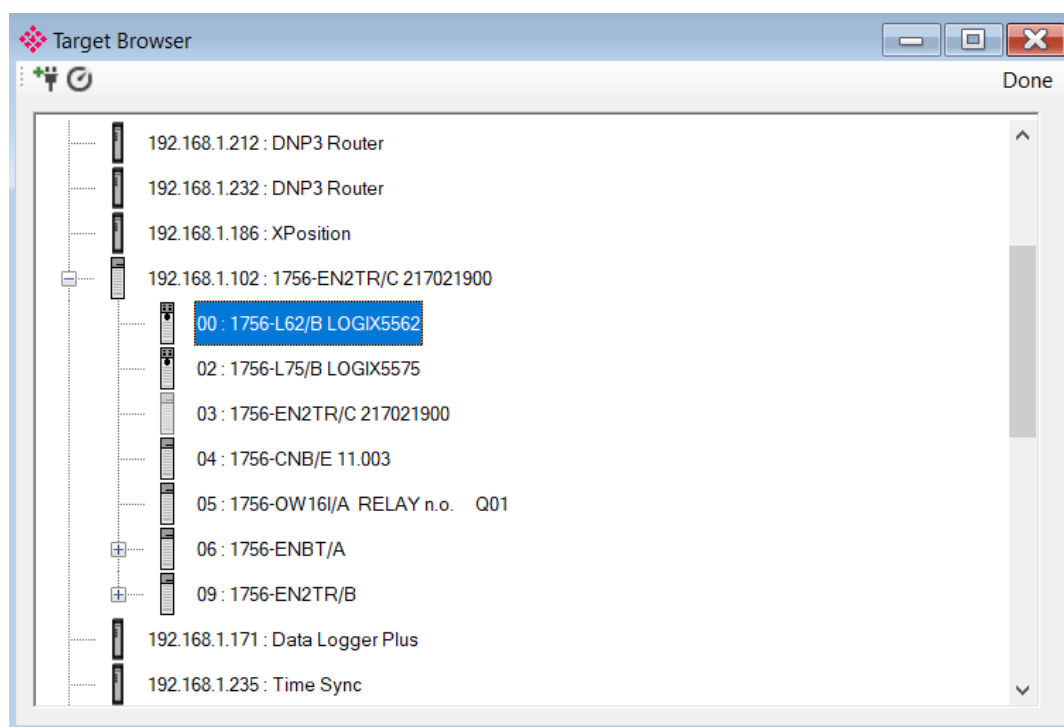 Target Browser
Done
192.168.1.212 : DNP3 Router
192.168.1.232 : DNP3 Router
192.168.1.186 : XPosition
192.168.1.102 : 1756-EN2TR/C 217021900
00 : 1756-L62/B LOGIX5562
02 : 1756-L75/B LOGIX5575
03 : 1756-EN2TR/C 217021900
04 : 1756-CNB/E 11.003
05 : 1756-OW16I/A  RELAY n.o.    Q01
06 : 1756-ENBT/A
09 : 1756-EN2TR/B
192.168.1.171 : Data Logger Plus
192.168.1.235 : Time Sync